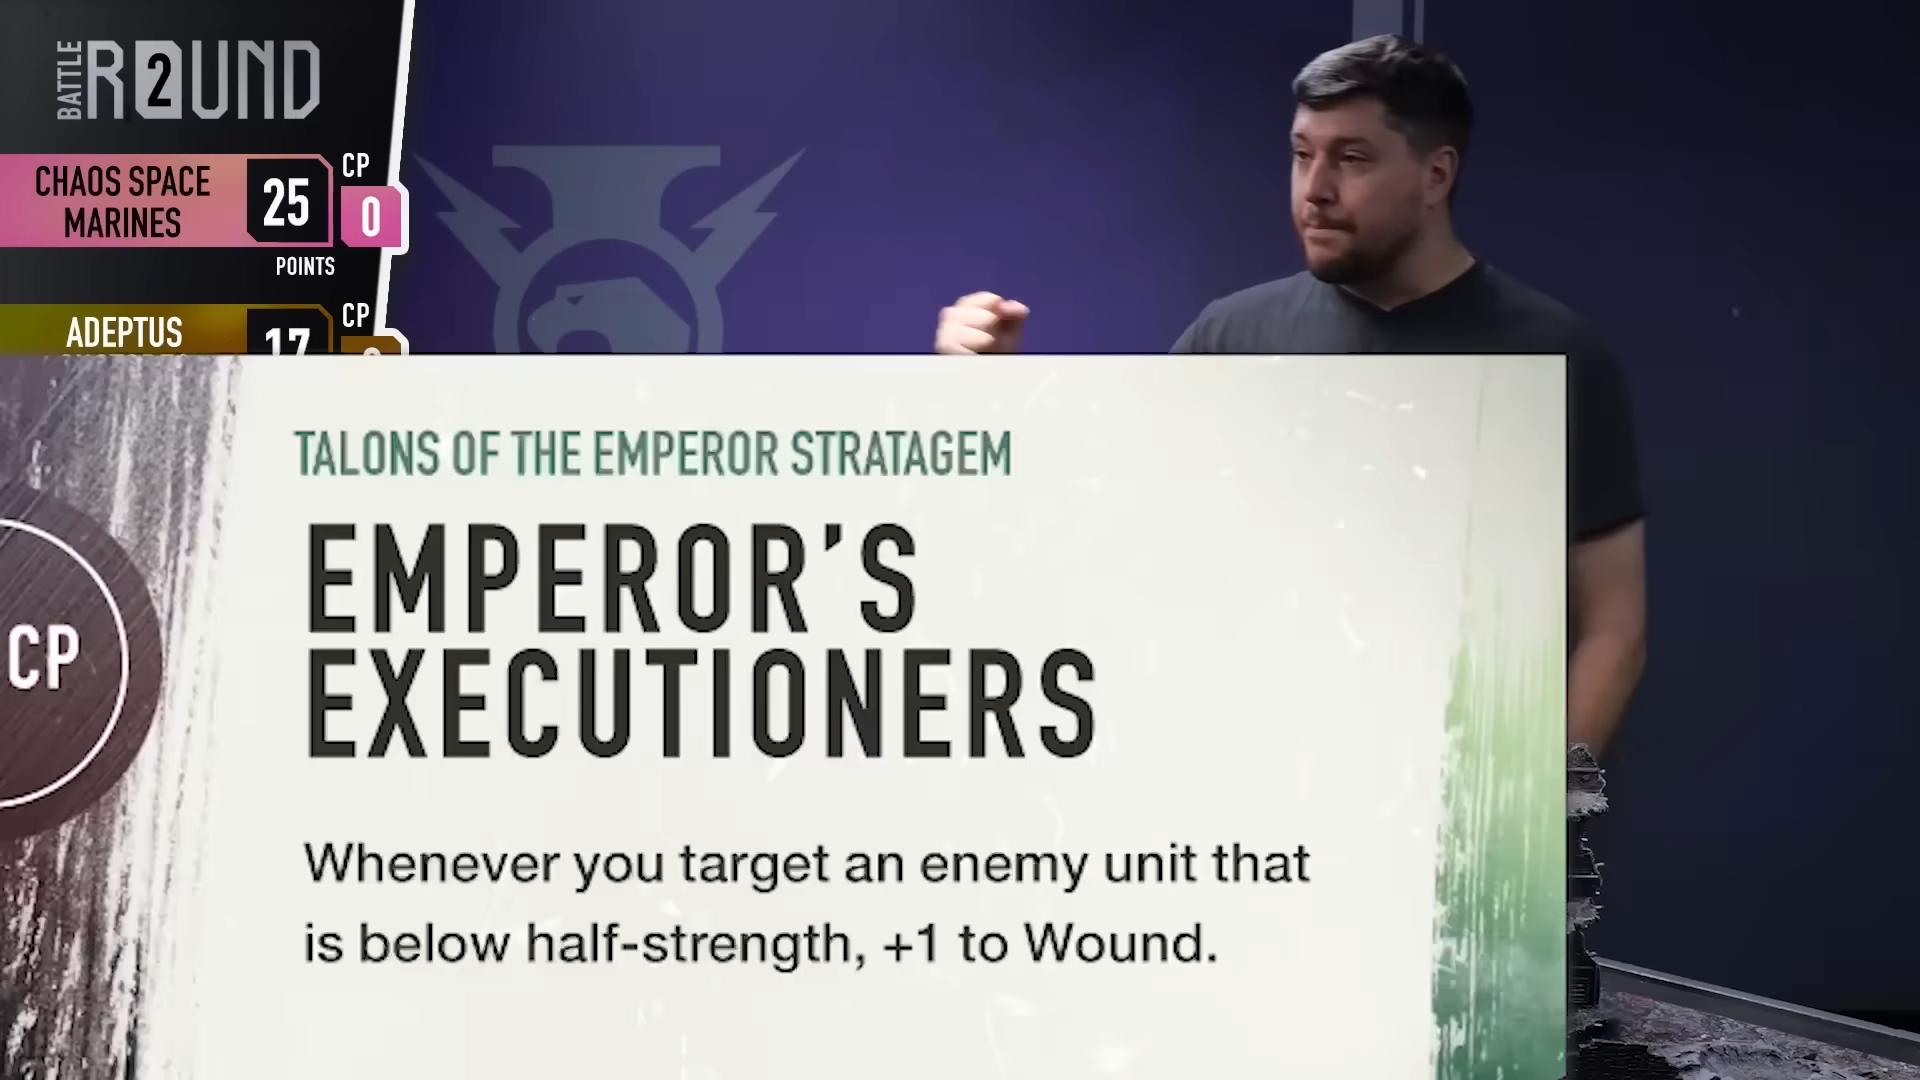 BATTLE
R2UND
CHAOS SPACE
MARINES
25
POINTS
CP
0
ADEPTUS
17
CP
TALONS OF THE EMPEROR STRATAGEM
EMPEROR'S
EXECUTIONERS
CP
Whenever you target an enemy unit that
is below half-strength, +1 to Wound.